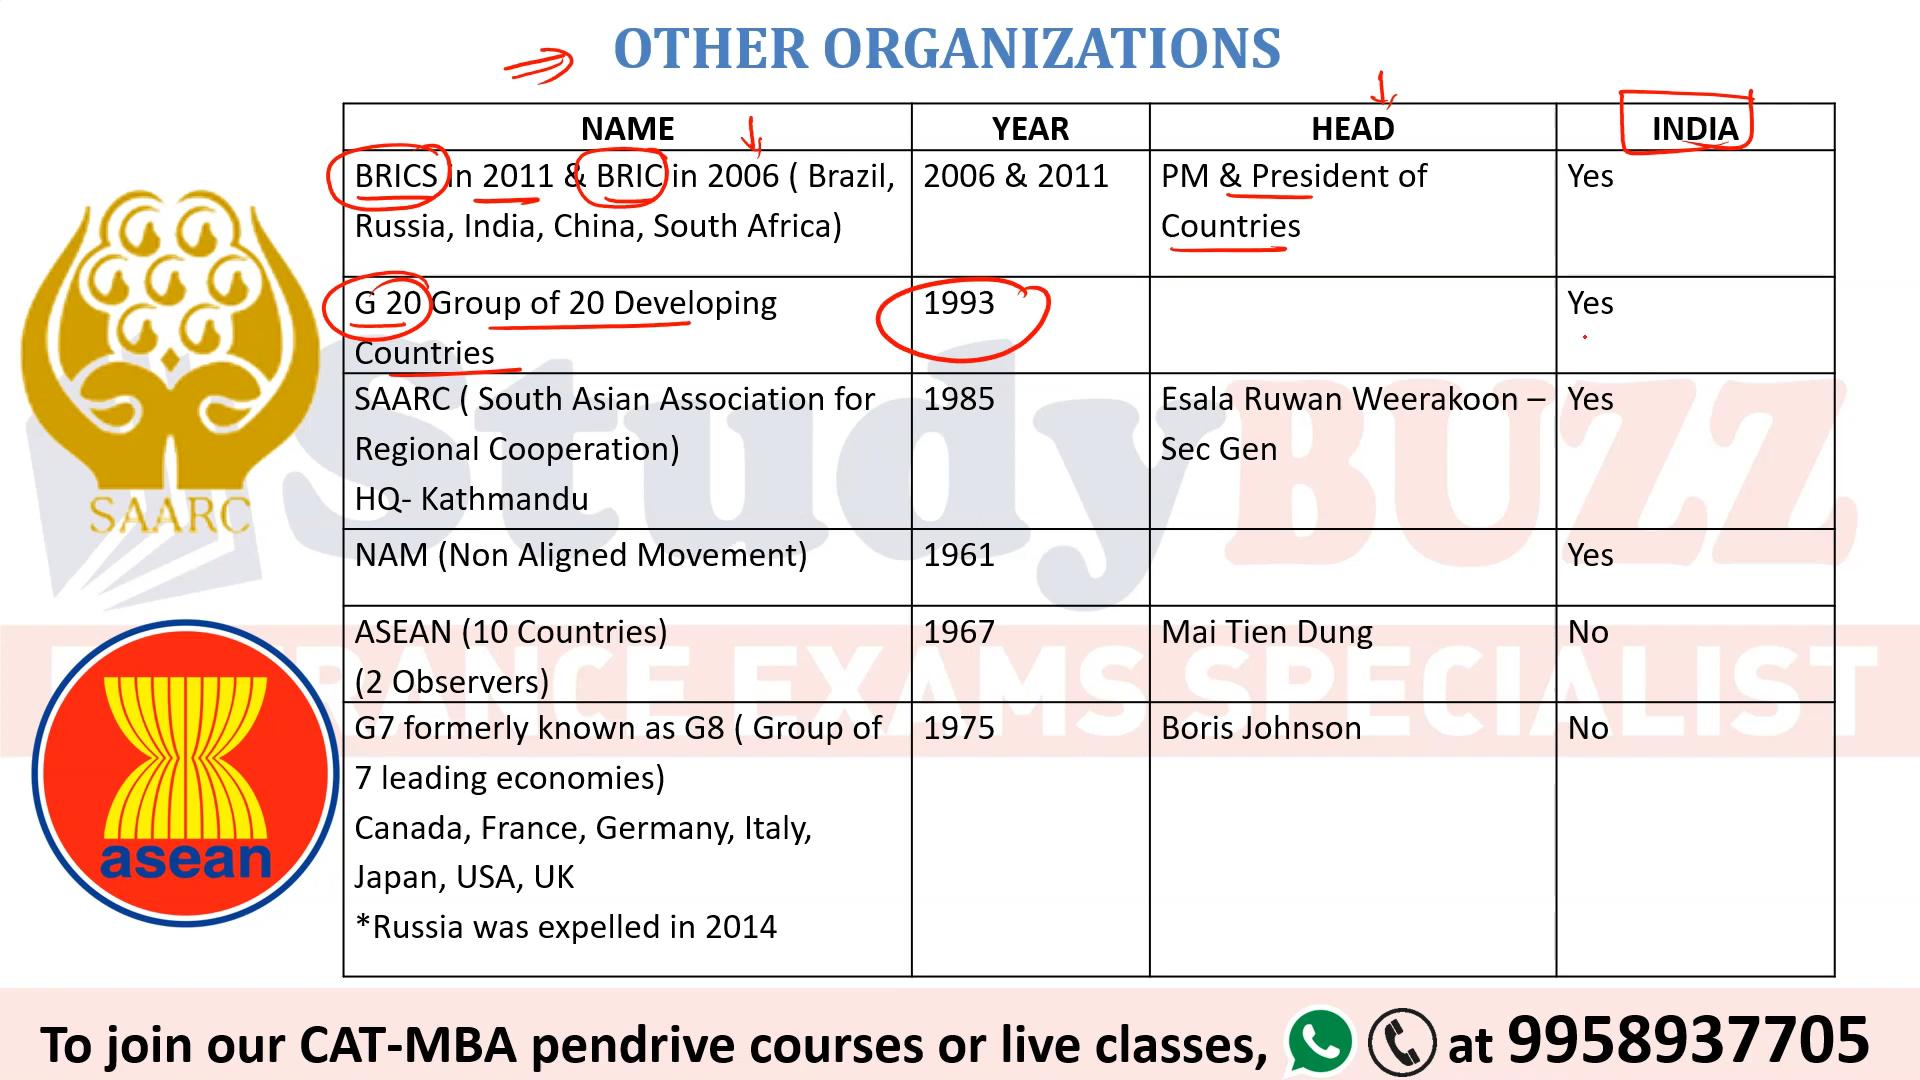 OTHER ORGANIZATIONS
NAME YEAR HEAD INDIA
BRICS in 2011 & BRIC in 2006 ( Brazil, 2006 & 2011 PM & President of Yes
Russia, India, China, South Africa) Countries
G 20 Group of 20 Developing 1993 Yes
Countries
SAARC ( South Asian Association for 1985 Esala Ruwan Weerakoon – Yes
Regional Cooperation) Sec Gen
HQ- Kathmandu
NAM (Non Aligned Movement) 1961 Yes
ASEAN (10 Countries) 1967 Mai Tien Dung No
(2 Observers)
G7 formerly known as G8 ( Group of 1975 Boris Johnson No
7 leading economies)
Canada, France, Germany, Italy,
Japan, USA, UK
*Russia was expelled in 2014
SAARC
asean
StudyBUZZ
EXAMS SPECIALIST
To join our CAT-MBA pendrive courses or live classes, at 9958937705